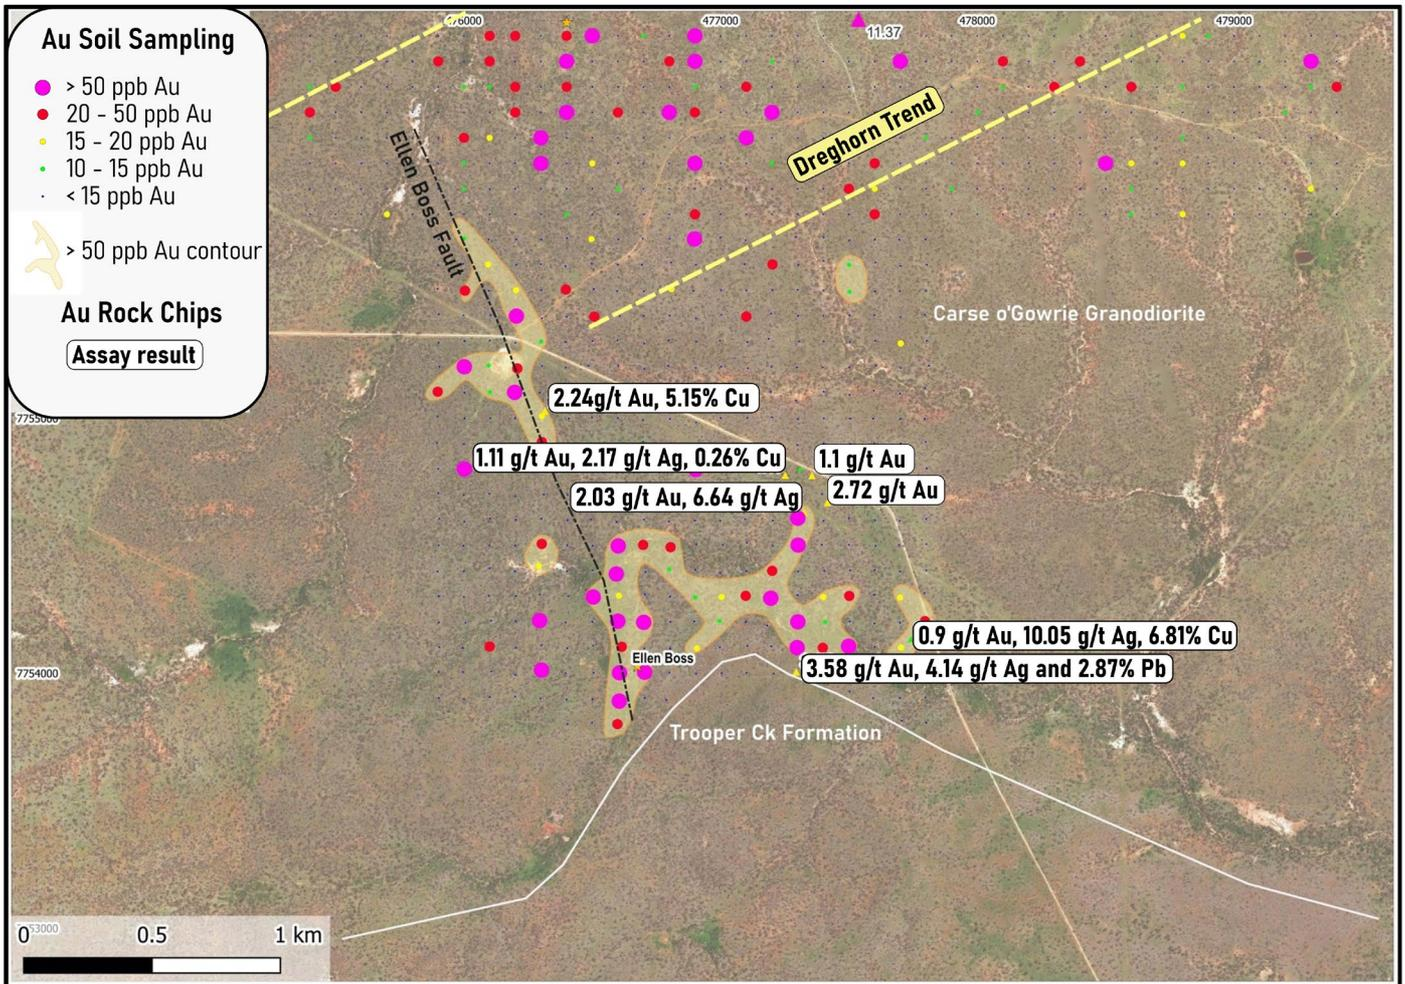 Au Soil Sampling
> 50 ppb Au
20 - 50 ppb Au
15 - 20 ppb Au
10 - 15 ppb Au
< 15 ppb Au
> 50 ppb Au contour
Au Rock Chips
Assay result
476000
477000
478000
479000
11.37
Dreghorn Trend
Ellen Boss Fault
Carse o'Gowrie Granodiorite
2.24g/t Au, 5.15% Cu
7755000
1.11 g/t Au, 2.17 g/t Ag, 0.26% Cu
1.1 g/t Au
2.03 g/t Au, 6.64 g/t Ag
2.72 g/t Au
0.9 g/t Au, 10.05 g/t Ag, 6.81% Cu
Ellen Boss
3.58 g/t Au, 4.14 g/t Ag and 2.87% Pb
7754000
Trooper Ck Formation
53000
0 0.5 1 km